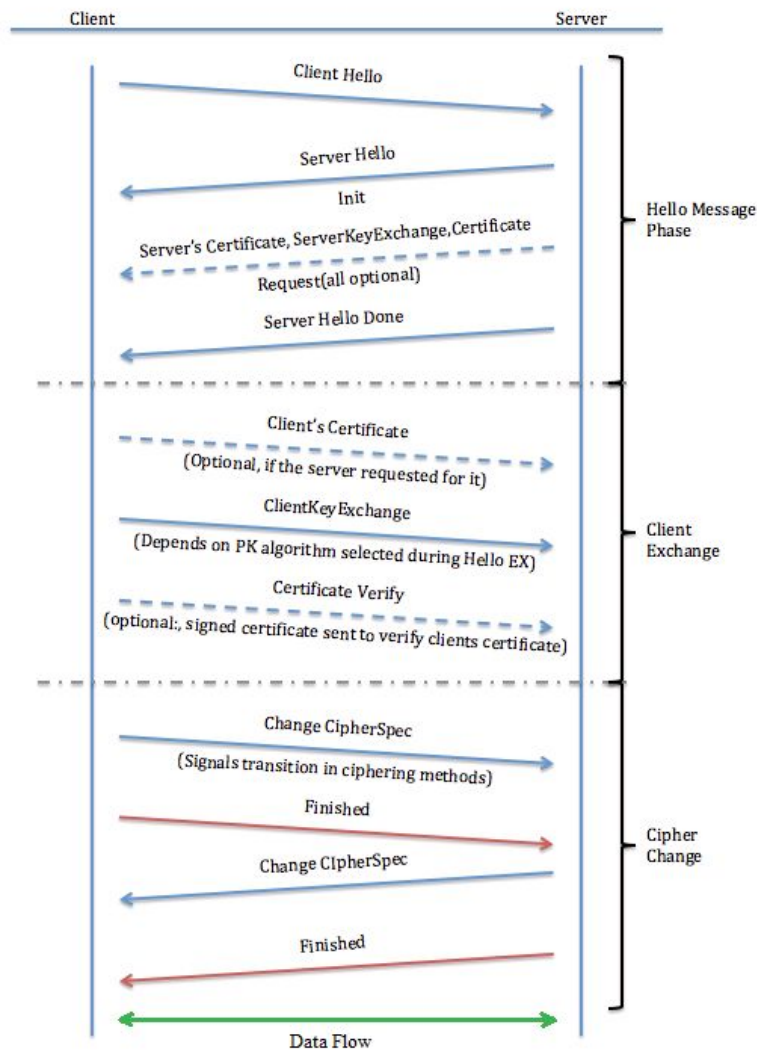 Client
Server
Client Hello
Server Hello
Init
Server's Certificate, ServerKeyExchange,Certificate
Request(all optional)
Server Hello Done
Hello Message
Phase
Client's Certificate
(Optional, if the server requested for it)
ClientKeyExchange
(Depends on PK algorithm selected during Hello EX)
Certificate Verify
(optional:, signed certificate sent to verify clients certificate)
Client
Exchange
Change CipherSpec
(Signals transition in ciphering methods)
Finished
Change CIpherSpec
Finished
Cipher
Change
Data Flow